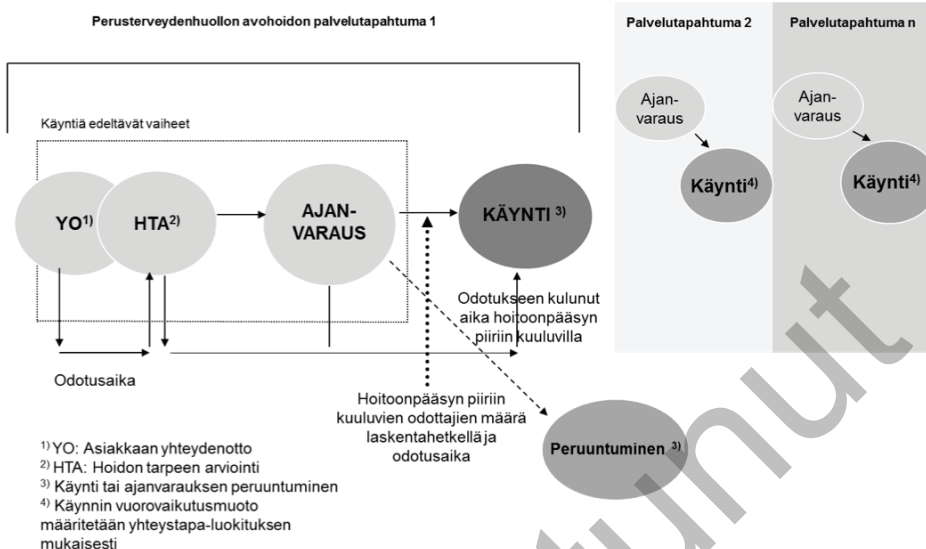 Perusterveydenhuollon avohoidon palvelutapahtuma 1
Palvelutapahtuma 2
Palvelutapahtuma n
Käyntiä edeltävät vaiheet
YO1)
HTA2)
AJAN-
VARAUS
KÄYNTI 3)
Ajan-
varaus
Käynti4)
Ajan-
varaus
Käynti4)
Odotukseen kulunut
aika hoitoonpääsyn
piiriin kuuluvilla
Odotusaika
Hoitoonpääsyn piiriin
kuuluvien odottajien määrä
laskentahetkellä ja
odotusaika
Peruuntuminen 3)
1) YO: Asiakkaan yhteydenotto
2) HTA: Hoidon tarpeen arviointi
3) Käynti tai ajanvarauksen peruuntuminen
4) Käynnin vuorovaikutusmuoto
määritetään yhteystapa-luokituksen
mukaisesti